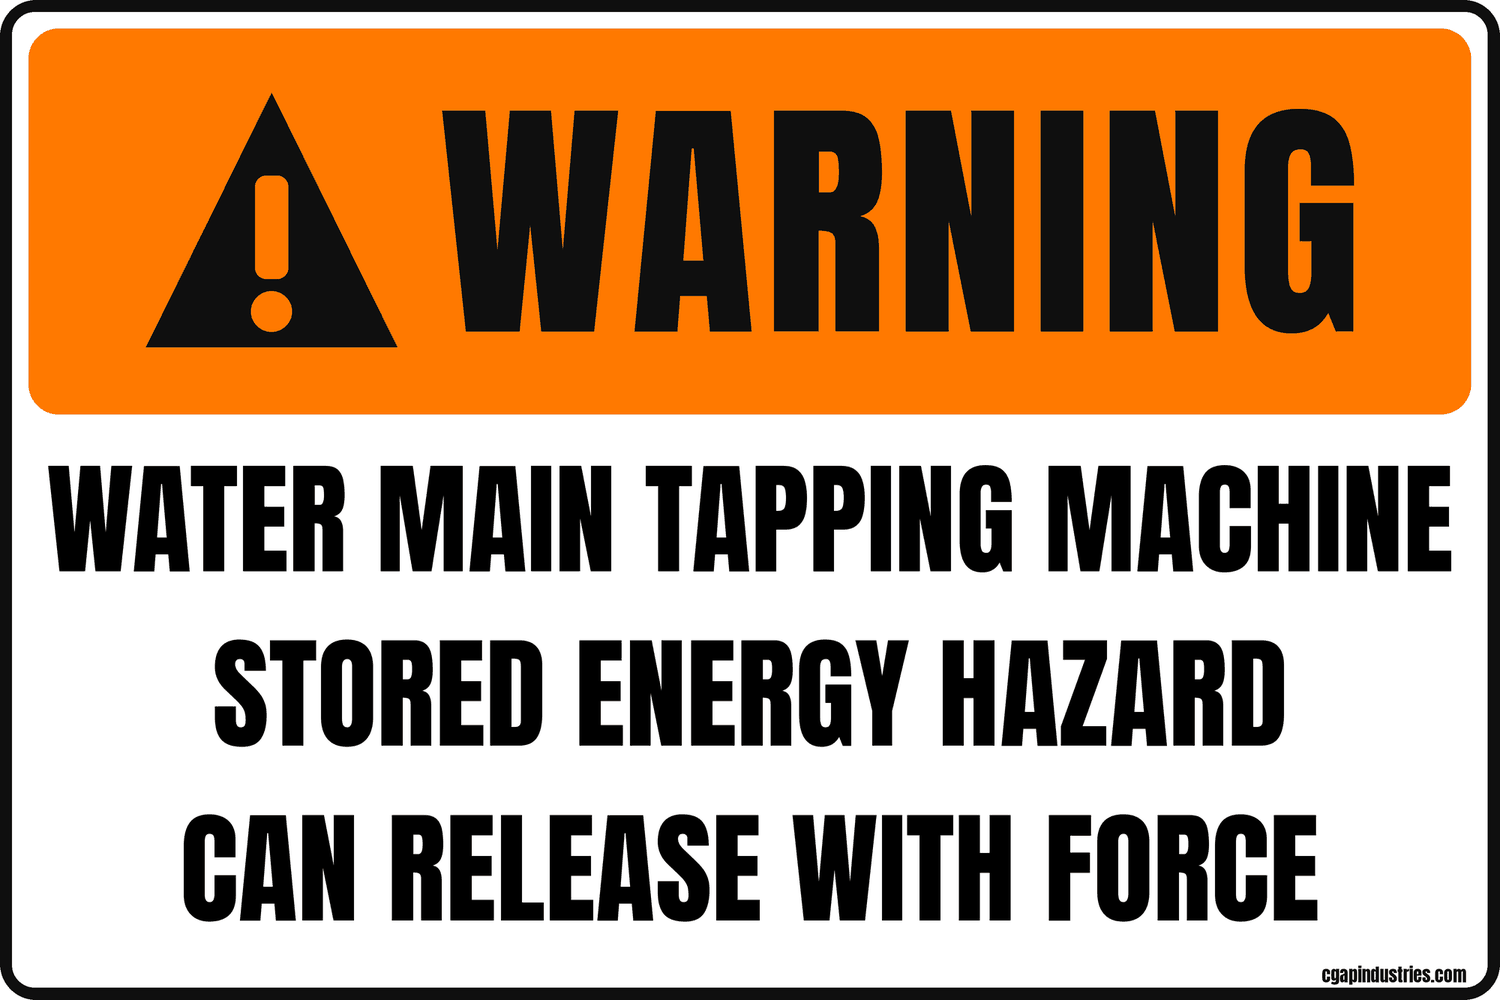 WARNING
WATER MAIN TAPPING MACHINE
STORED ENERGY HAZARD
CAN RELEASE WITH FORCE
cgapindustries.com